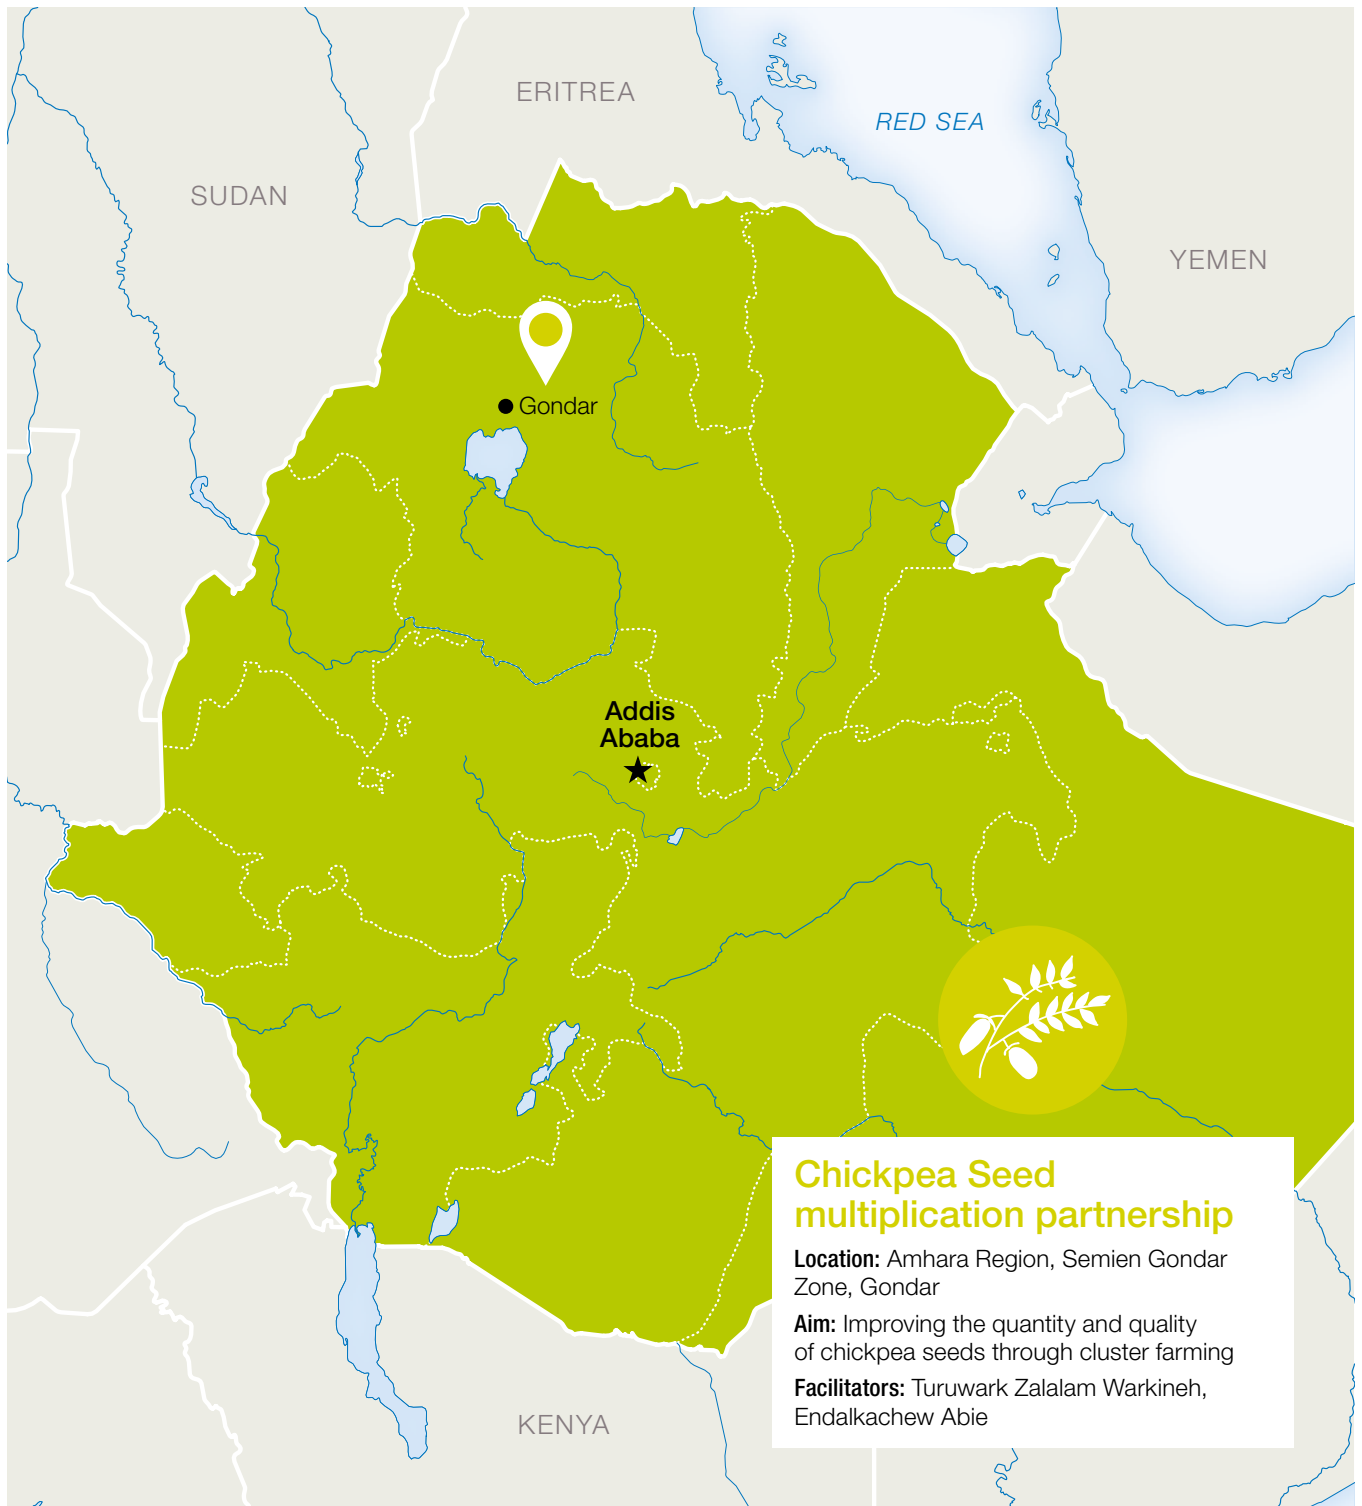 ERITREA
RED SEA
SUDAN
YEMEN
Gondar
Addis
Ababa
Chickpea Seed
multiplication partnership
Location: Amhara Region, Semien Gondar
Zone, Gondar
Aim: Improving the quantity and quality
of chickpea seeds through cluster farming
Facilitators: Turuwark Zalalam Warkineh,
Endalkachew Abie
KENYA